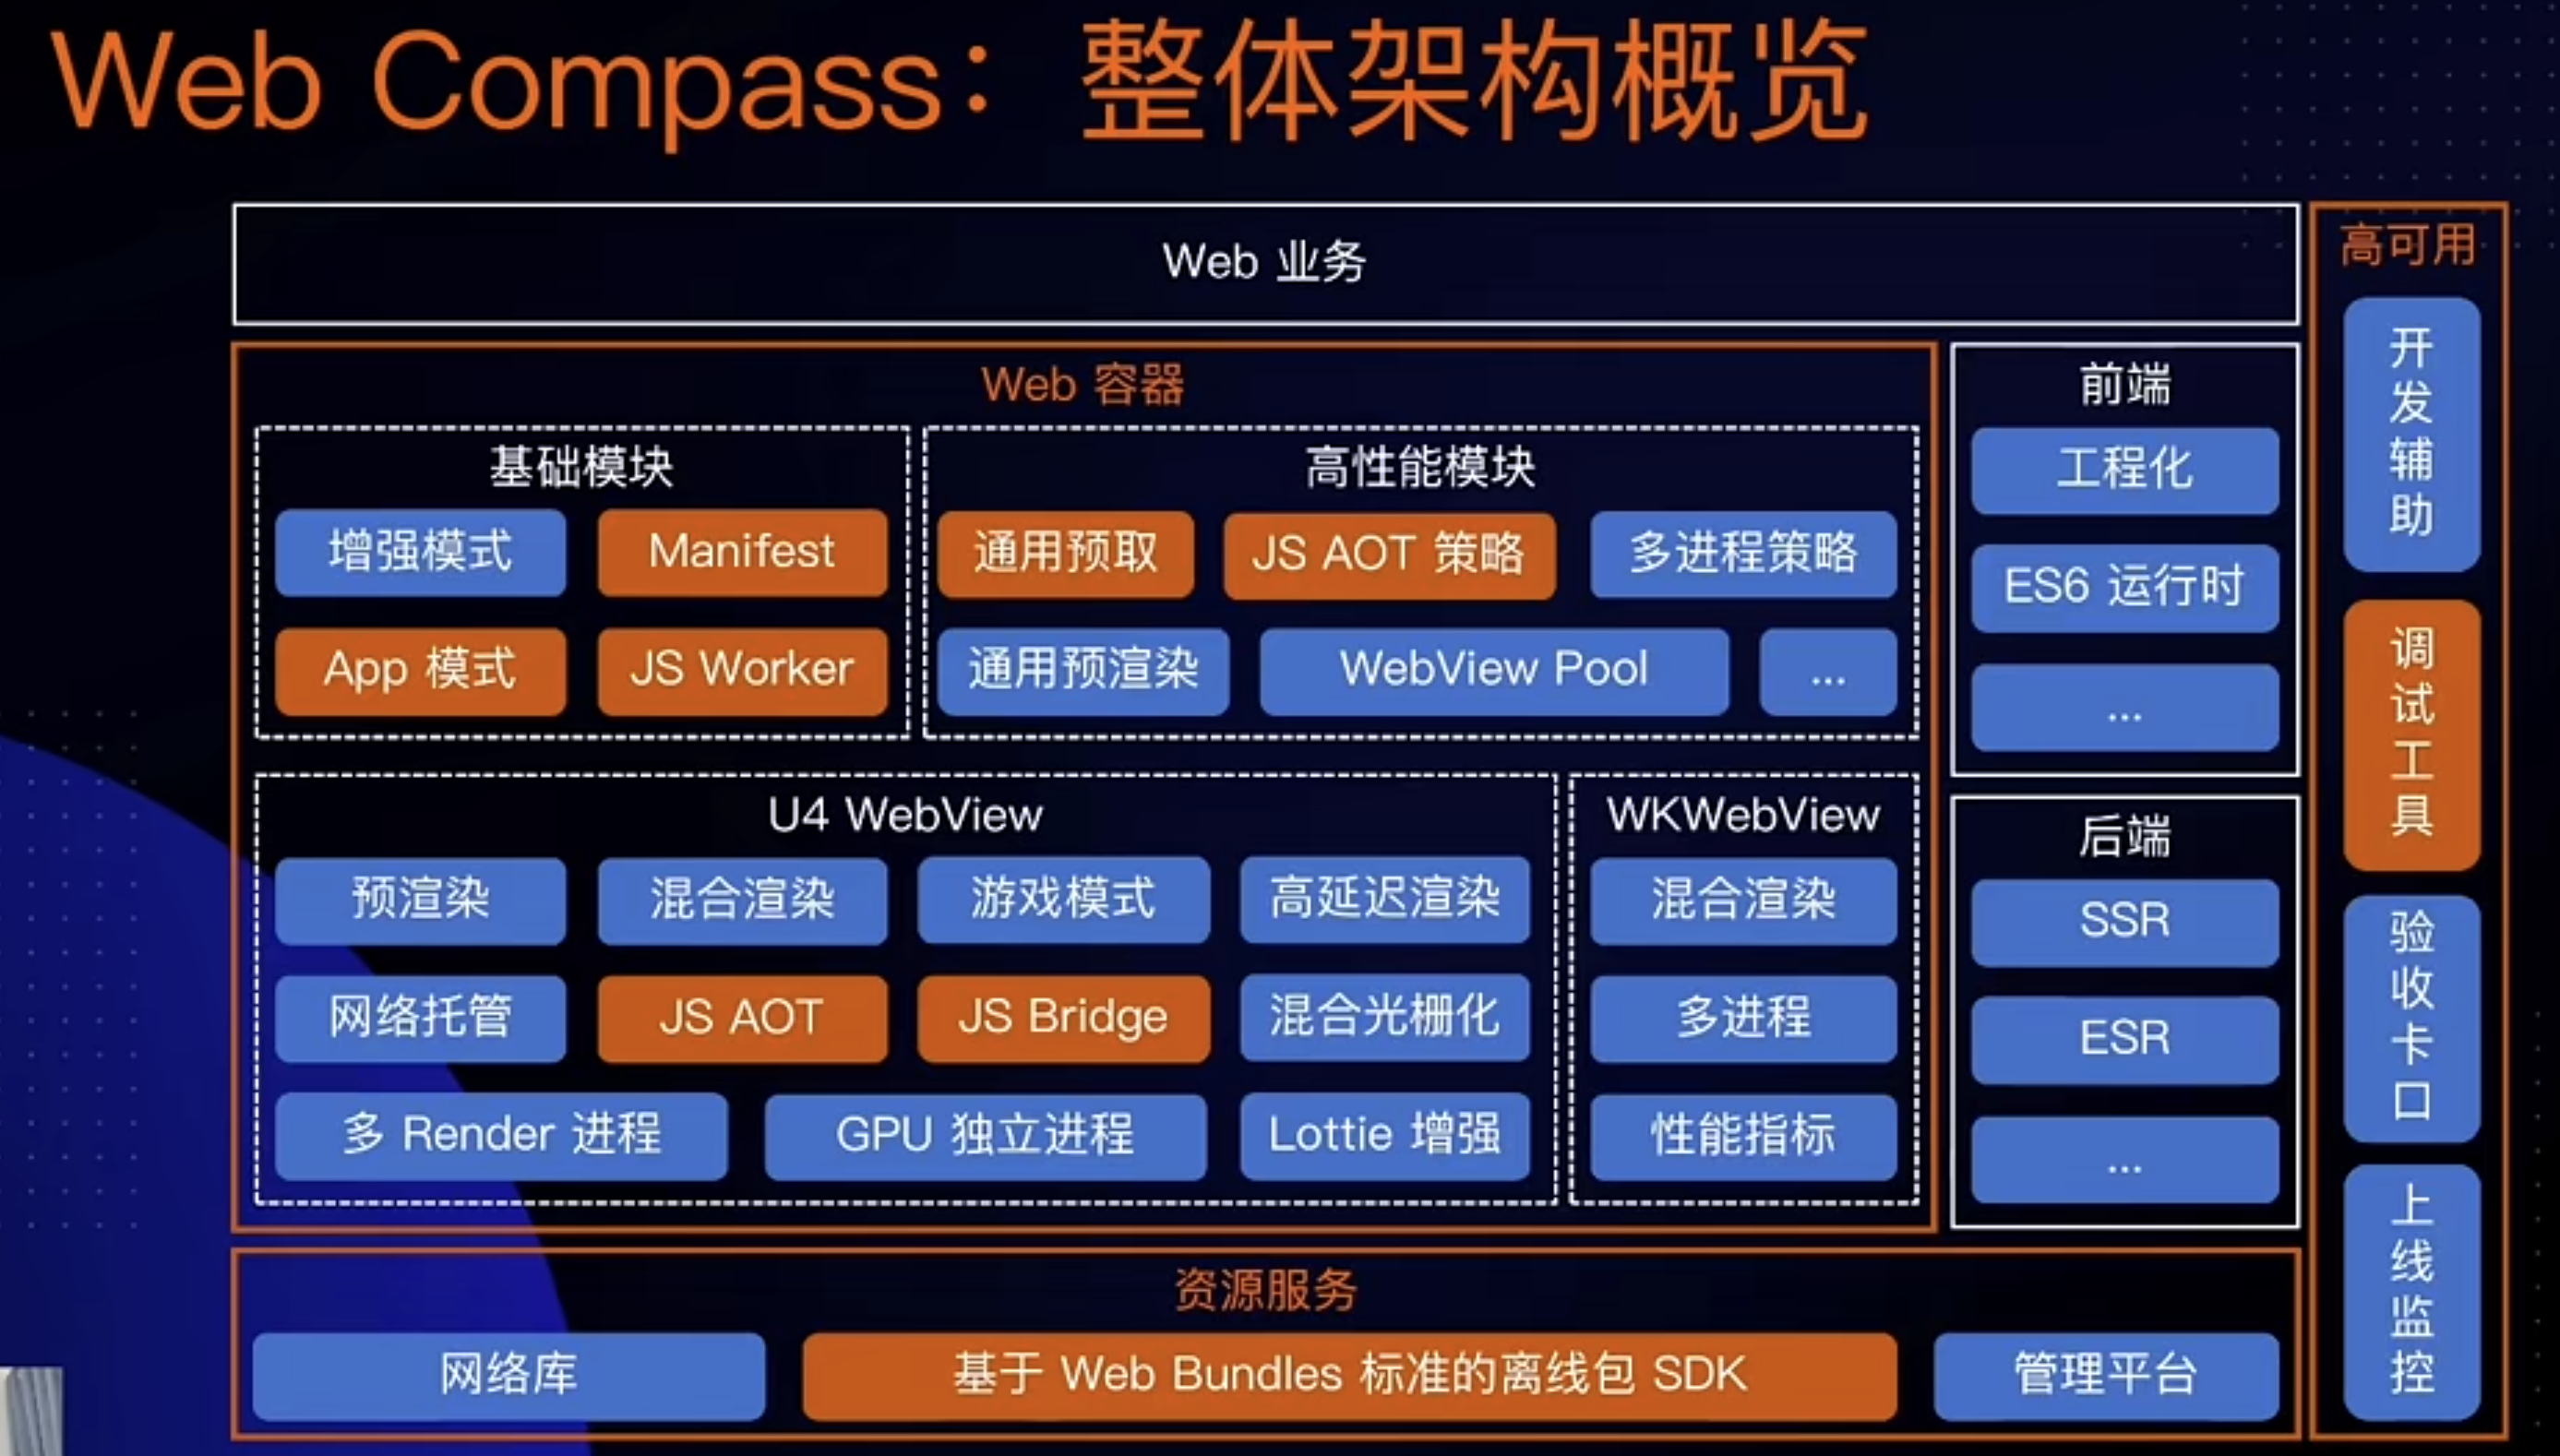 Web Compass：整体架构概览
Web 业务
Web 容器
基础模块
增强模式
Manifest
App 模式
JS Worker
高性能模块
通用预取
JS AOT 策略
多进程策略
通用预渲染
WebView Pool
...
U4 WebView
预渲染
混合渲染
游戏模式
高延迟渲染
网络托管
JS AOT
JS Bridge
混合光栅化
多 Render 进程
GPU 独立进程
Lottie 增强
WKWebView
混合渲染
多进程
性能指标
前端
工程化
ES6 运行时
...
后端
SSR
ESR
...
资源服务
网络库
基于 Web Bundles 标准的离线包 SDK
管理平台
高可用
开发辅助
调试工具
验收卡口
上线监控